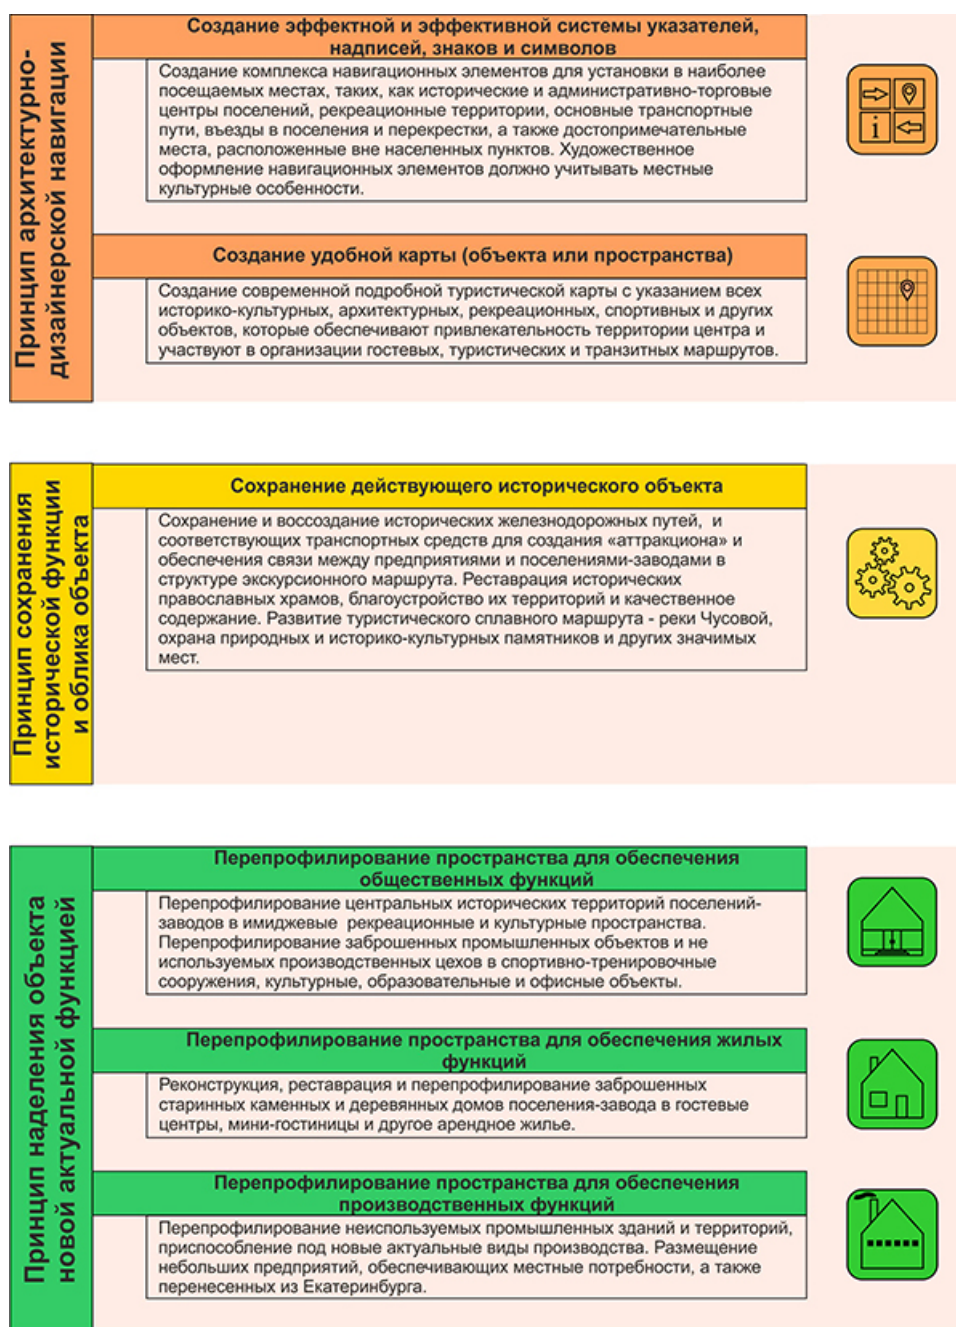 Принцип архитектурно-
дизайнерской навигации
Создание эффектной и эффективной системы указателей,
надписей, знаков и символов
Создание комплекса навигационных элементов для установки в наиболее
посещаемых местах, таких, как исторические и административно-торговые
центры поселений, рекреационные территории, основные транспортные
пути, въезды в поселения и перекрестки, а также достопримечательные
места, расположенные вне населенных пунктов. Художественное
оформление навигационных элементов должно учитывать местные
культурные особенности.
i
Создание удобной карты (объекта или пространства)
Создание современной подробной туристической карты с указанием всех
историко-культурных, архитектурных, рекреационных, спортивных и других
объектов, которые обеспечивают привлекательность территории центра и
участвуют в организации гостевых, туристических и транзитных маршрутов.
Принцип сохранения
исторической функции
и облика объекта
Сохранение действующего исторического объекта
Сохранение и воссоздание исторических железнодорожных путей, и
соответствующих транспортных средств для создания «аттракциона» и
обеспечения связи между предприятиями и поселениями-заводами в
структуре экскурсионного маршрута. Реставрация исторических
православных храмов, благоустройство их территорий и качественное
содержание. Развитие туристического сплавного маршрута - реки Чусовой,
охрана природных и историко-культурных памятников и других значимых
мест.
Принцип наделения объекта
новой актуальной функцией
Перепрофилирование пространства для обеспечения
общественных функций
Перепрофилирование центральных исторических территорий поселений-
заводов в имиджевые рекреационные и культурные пространства.
Перепрофилирование заброшенных промышленных объектов и не
используемых производственных цехов в спортивно-тренировочные
сооружения, культурные, образовательные и офисные объекты.
Перепрофилирование пространства для обеспечения жилых
функций
Реконструкция, реставрация и перепрофилирование заброшенных
старинных каменных и деревянных домов поселения-завода в гостевые
центры, мини-гостиницы и другое арендное жилье.
Перепрофилирование пространства для обеспечения
производственных функций
Перепрофилирование неиспользуемых промышленных зданий и территорий,
приспособление под новые актуальные виды производства. Размещение
небольших предприятий, обеспечивающих местные потребности, а также
перенесенных из Екатеринбурга.